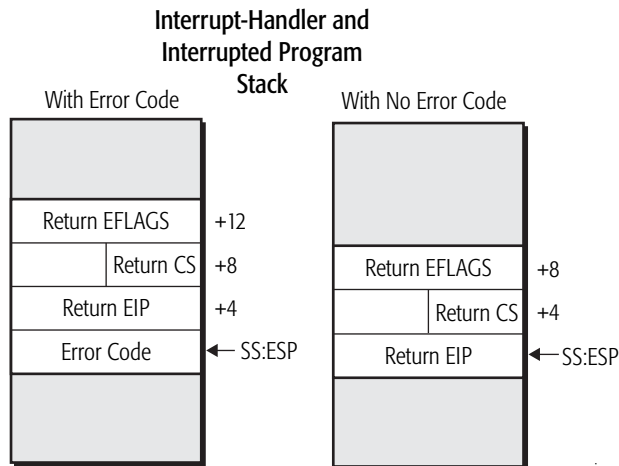 Interrupt-Handler and
Interrupted Program
Stack
With Error Code
Return EFLAGS
+12
Return CS
+8
Return EIP
+4
Error Code
SS:ESP
With No Error Code
Return EFLAGS
+8
Return CS
+4
Return EIP
SS:ESP